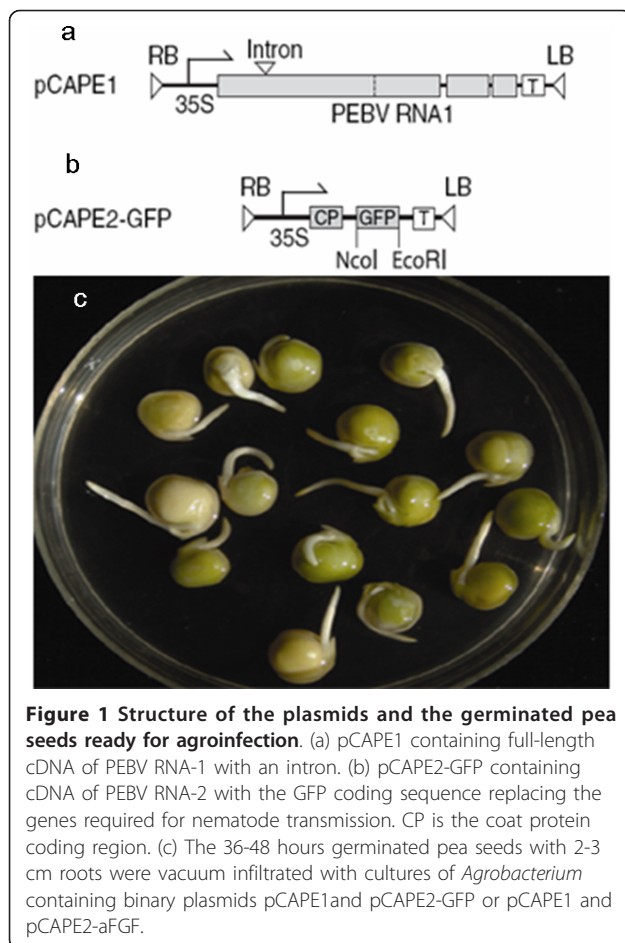 a
RB Intron LB
pCAPE1 T
35S
PEBV RNA1
b
RB LB
pCAPE2-GFP CP GFP T
35S
NcoI EcoRI
c
Figure 1 Structure of the plasmids and the germinated pea
seeds ready for agroinfection. (a) pCAPE1 containing full-length
cDNA of PEBV RNA-1 with an intron. (b) pCAPE2-GFP containing
cDNA of PEBV RNA-2 with the GFP coding sequence replacing the
genes required for nematode transmission. CP is the coat protein
coding region. (c) The 36-48 hours germinated pea seeds with 2-3
cm roots were vacuum infiltrated with cultures of Agrobacterium
containing binary plasmids pCAPE1and pCAPE2-GFP or pCAPE1 and
pCAPE2-aFGF.